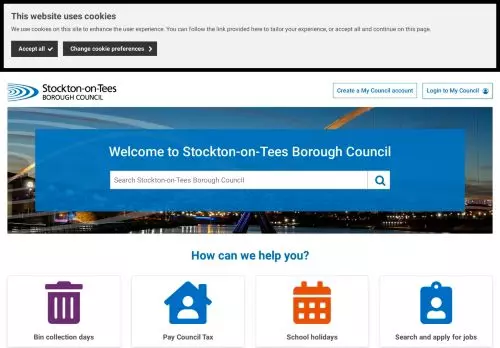 This website uses cookies
We use cookies on this site to enhance the user experience. You can follow the link provided here to tailor your experience, or accept all and continue on this page.
Accept all
Change cookie preferences
Stockton-on-Tees
BOROUGH COUNCIL
Create a My Council account
Login to My Council
Welcome to Stockton-on-Tees Borough Council
Search Stockton-on-Tees Borough Council
How can we help you?
Bin collection days
Pay Council Tax
School holidays
Search and apply for jobs